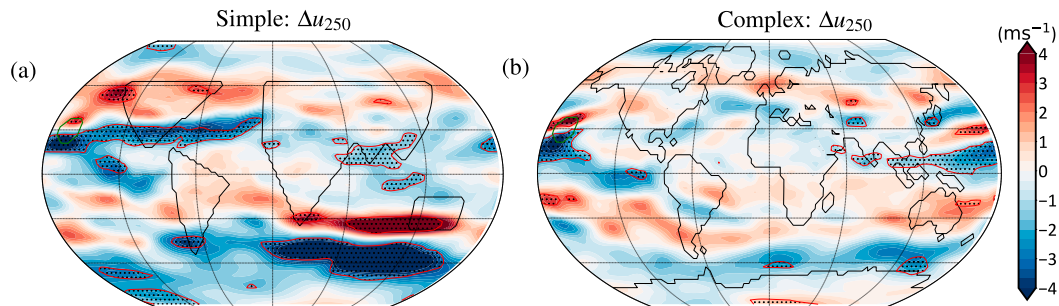 Simple: Δu₂₅₀
Complex: Δu₂₅₀
(ms⁻¹)
(a)
(b)
4
3
2
1
0
−1
−2
−3
−4